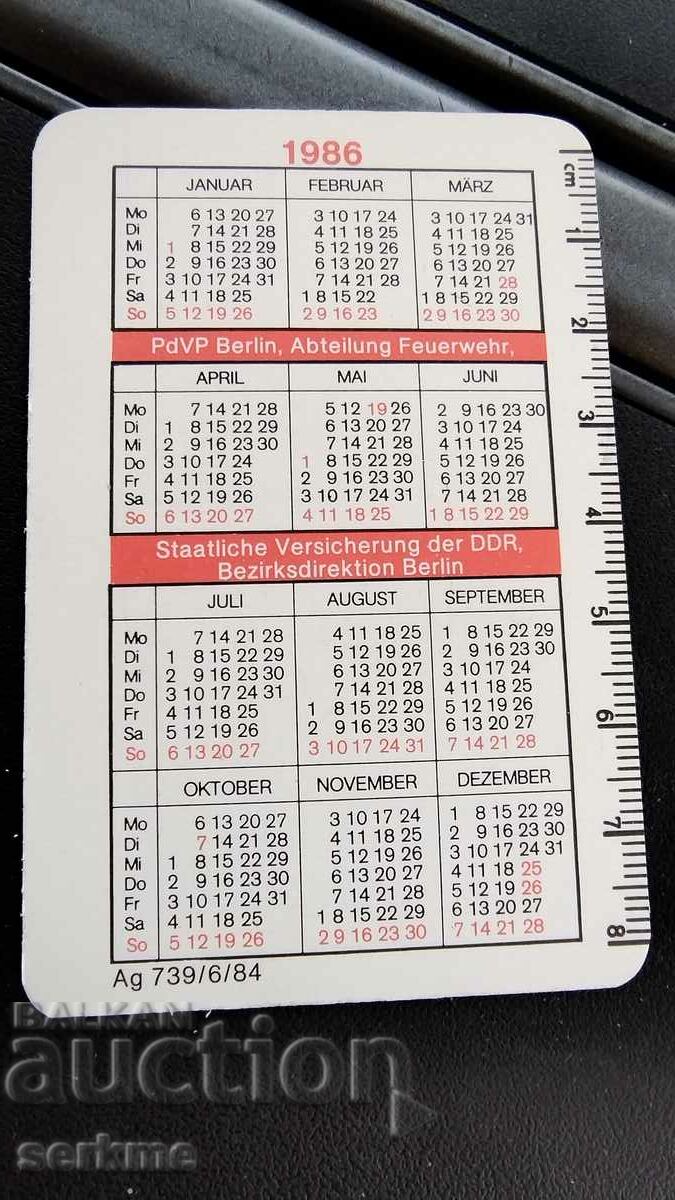 1986
JANUAR FEBRUAR MÄRZ
Mo 6 13 20 27 3 10 17 24 3 10 17 24 31
Di 7 14 21 28 4 11 18 25 4 11 18 25
Mi 1 8 15 22 29 5 12 19 26 5 12 19 26
Do 2 9 16 23 30 6 13 20 27 6 13 20 27
Fr 3 10 17 24 31 7 14 21 28 7 14 21 28
Sa 4 11 18 25 1 8 15 22 1 8 15 22 29
So 5 12 19 26 2 9 16 23 2 9 16 23 30
PdVP Berlin, Abteilung Feuerwehr,
APRIL MAI JUNI
Mo 7 14 21 28 5 12 19 26 2 9 16 23 30
Di 1 8 15 22 29 6 13 20 27 3 10 17 24
Mi 2 9 16 23 30 7 14 21 28 4 11 18 25
Do 3 10 17 24 1 8 15 22 29 5 12 19 26
Fr 4 11 18 25 2 9 16 23 30 6 13 20 27
Sa 5 12 19 26 3 10 17 24 31 7 14 21 28
So 6 13 20 27 4 11 18 25 1 8 15 22 29
Staatliche Versicherung der DDR,
Bezirksdirektion Berlin
JULI AUGUST SEPTEMBER
Mo 7 14 21 28 4 11 18 25 1 8 15 22 29
Di 1 8 15 22 29 5 12 19 26 2 9 16 23 30
Mi 2 9 16 23 30 6 13 20 27 3 10 17 24
Do 3 10 17 24 31 7 14 21 28 4 11 18 25
Fr 4 11 18 25 1 8 15 22 29 5 12 19 26
Sa 5 12 19 26 2 9 16 23 30 6 13 20 27
So 6 13 20 27 3 10 17 24 31 7 14 21 28
OKTOBER NOVEMBER DEZEMBER
Mo 6 13 20 27 3 10 17 24 1 8 15 22 29
Di 7 14 21 28 4 11 18 25 2 9 16 23 30
Mi 1 8 15 22 29 5 12 19 26 3 10 17 24 31
Do 2 9 16 23 30 6 13 20 27 4 11 18 25
Fr 3 10 17 24 31 7 14 21 28 5 12 19 26
Sa 4 11 18 25 1 8 15 22 29 6 13 20 27
So 5 12 19 26 2 9 16 23 30 7 14 21 28
Ag 739/6/84
cm 1 2 3 4 5 6 7 8
BALKAN
auction
serkme